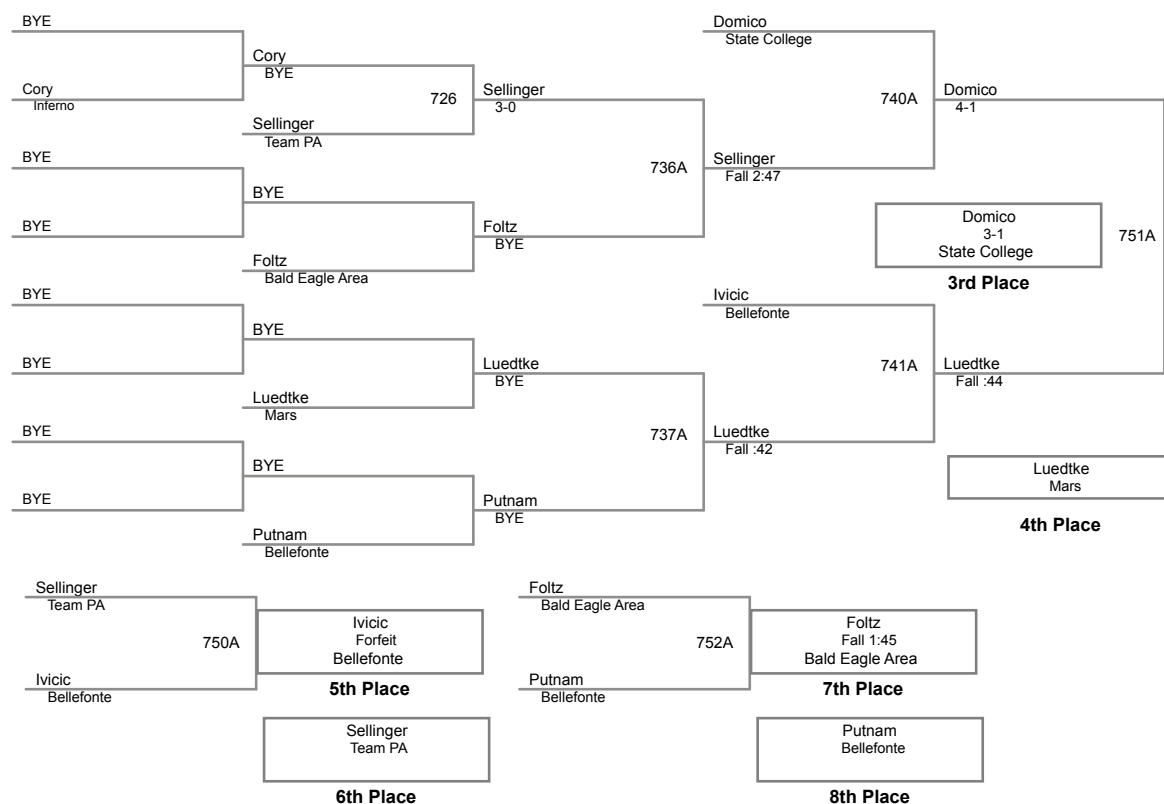 BYE
Domico
State College
Cory
BYE
Cory
Inferno
726
Sellinger
3-0
740A
Domico
4-1
Sellinger
Team PA
BYE
736A
Sellinger
Fall 2:47
BYE
BYE
Foltz
BYE
Domico
3-1
State College
3rd Place
751A
Foltz
Bald Eagle Area
BYE
Ivicic
Bellefonte
BYE
BYE
Luedtke
BYE
741A
Luedtke
Fall :44
Luedtke
Mars
BYE
737A
Luedtke
Fall :42
BYE
BYE
Putnam
BYE
Luedtke
Mars
4th Place
Putnam
Bellefonte
Sellinger
Team PA
750A
Ivicic
Forfeit
Bellefonte
5th Place
Ivicic
Bellefonte
Sellinger
Team PA
6th Place
Foltz
Bald Eagle Area
752A
Foltz
Fall 1:45
Bald Eagle Area
7th Place
Putnam
Bellefonte
Putnam
Bellefonte
8th Place